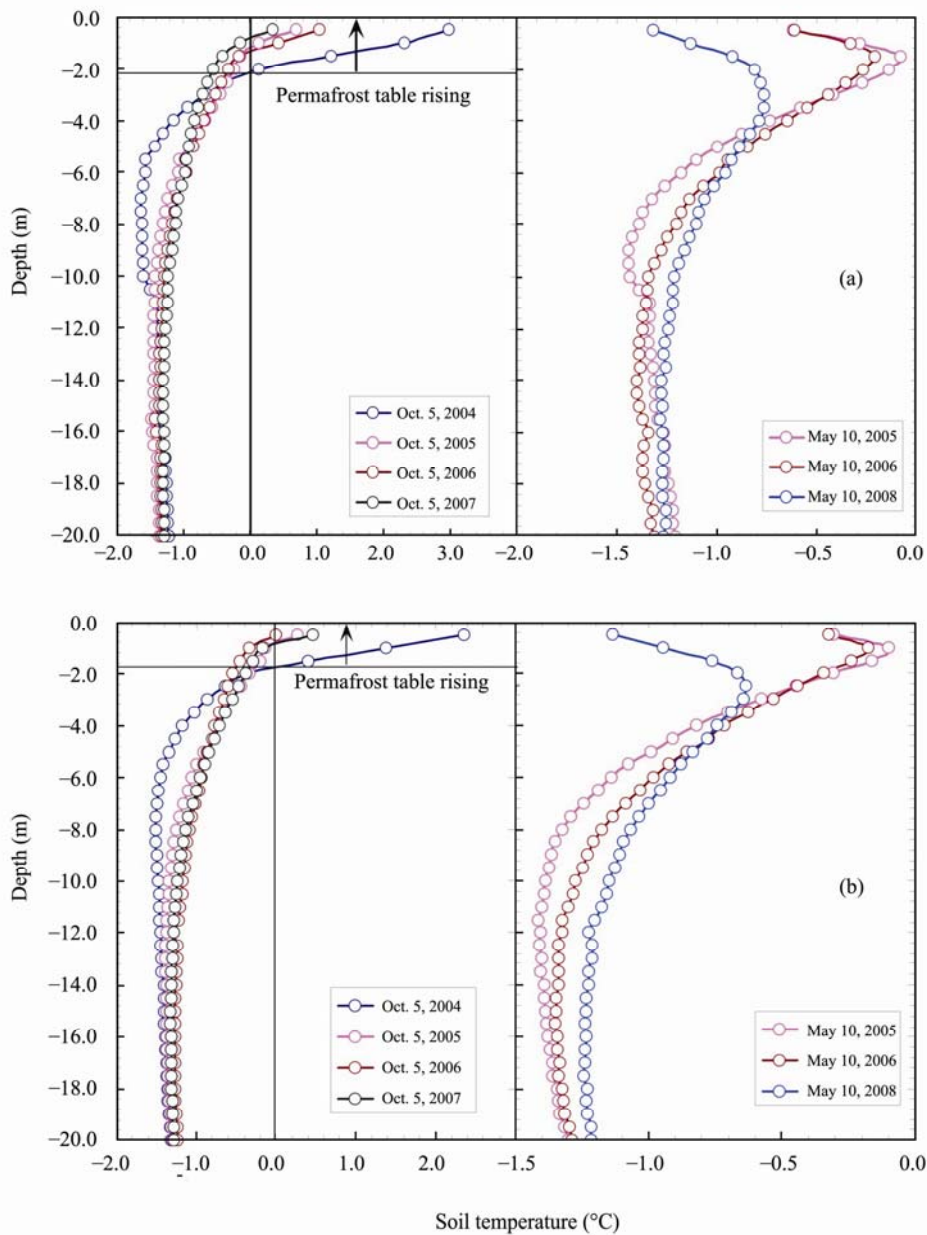 0.0
−2.0
−4.0
−6.0
−8.0
−10.0
−12.0
−14.0
−16.0
−18.0
−20.0
Depth (m)
Permafrost table rising
(a)
Oct. 5, 2004
Oct. 5, 2005
Oct. 5, 2006
Oct. 5, 2007
May 10, 2005
May 10, 2006
May 10, 2008
−2.0 −1.0 0.0 1.0 2.0 3.0 −2.0 −1.5 −1.0 −0.5 0.0
0.0
−2.0
−4.0
−6.0
−8.0
−10.0
−12.0
−14.0
−16.0
−18.0
−20.0
Depth (m)
Permafrost table rising
(b)
Oct. 5, 2004
Oct. 5, 2005
Oct. 5, 2006
Oct. 5, 2007
May 10, 2005
May 10, 2006
May 10, 2008
−2.0 −1.0 0.0 1.0 2.0 −1.5 −1.0 −0.5 0.0
Soil temperature (°C)